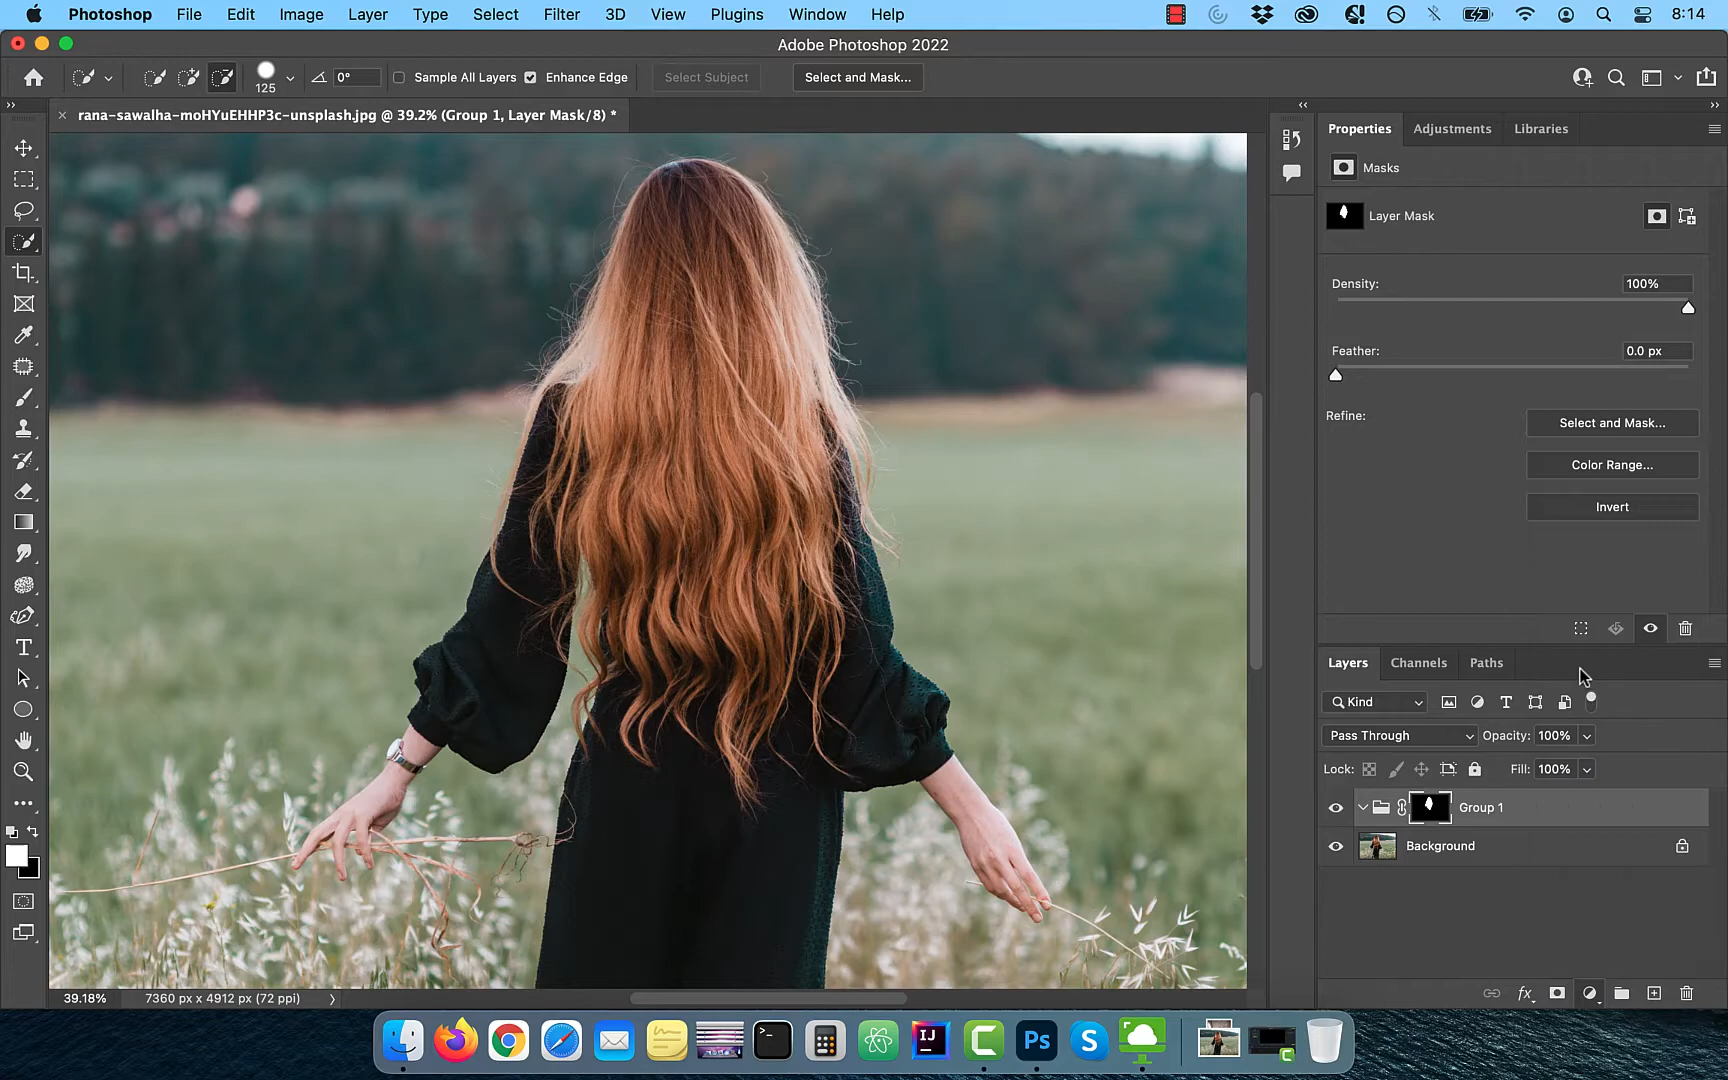 Photoshop File Edit Image Layer Type Select Filter 3D View Plugins Window Help 8:14
Adobe Photoshop 2022
125 0° Sample All Layers Enhance Edge Select Subject Select and Mask...
rana-sawalha-moHYuEHHP3c-unsplash.jpg @ 39.2% (Group 1, Layer Mask/8) *
Properties Adjustments Libraries
Masks
Layer Mask
Density: 100%
Feather: 0.0 px
Refine:
Select and Mask...
Color Range...
Invert
Layers Channels Paths
Kind
Pass Through Opacity: 100%
Lock: Fill: 100%
Group 1
Background
fx
39.18% 7360 px x 4912 px (72 ppi)
IJ
Ps
S